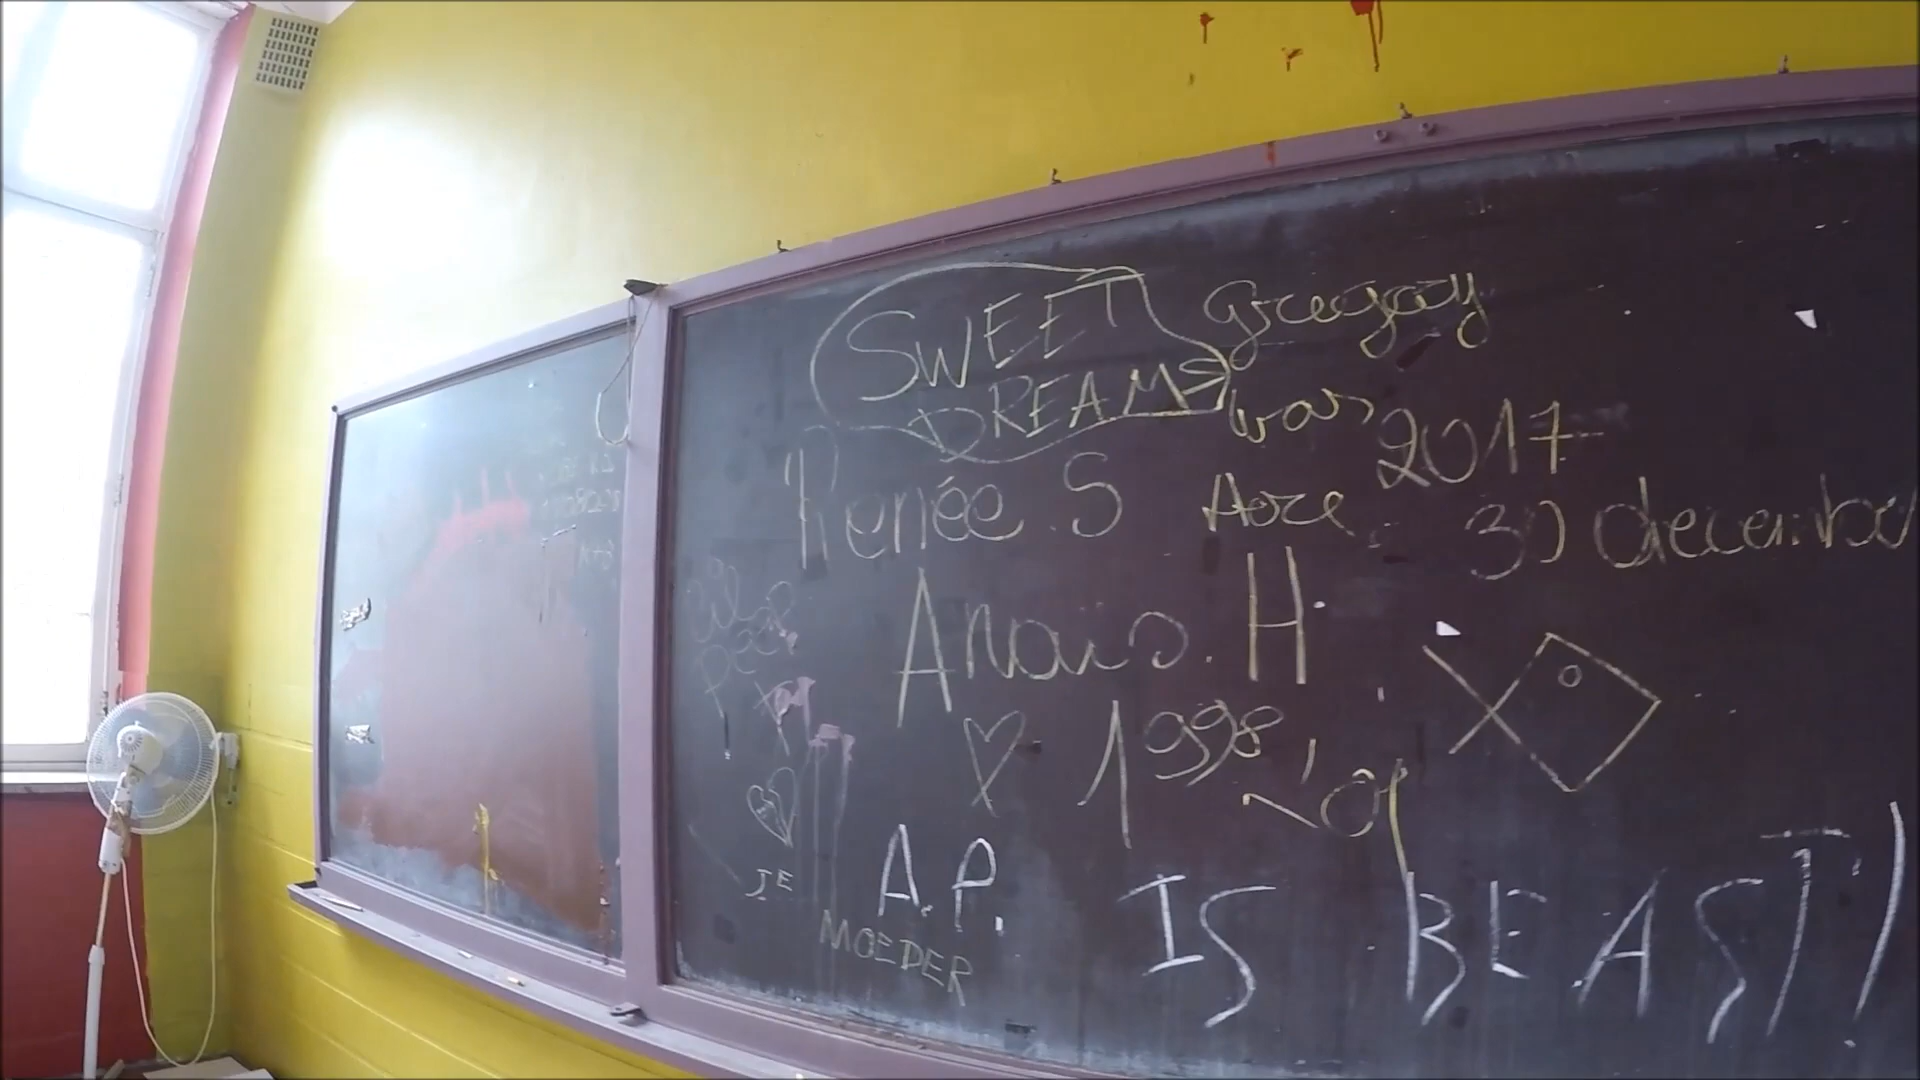 SWEET
DREAMS
Gregory
was
2017
Renée. S
30 december
Anaïs. H
1998
JE
MOEDER
A.P. IS BEAST!